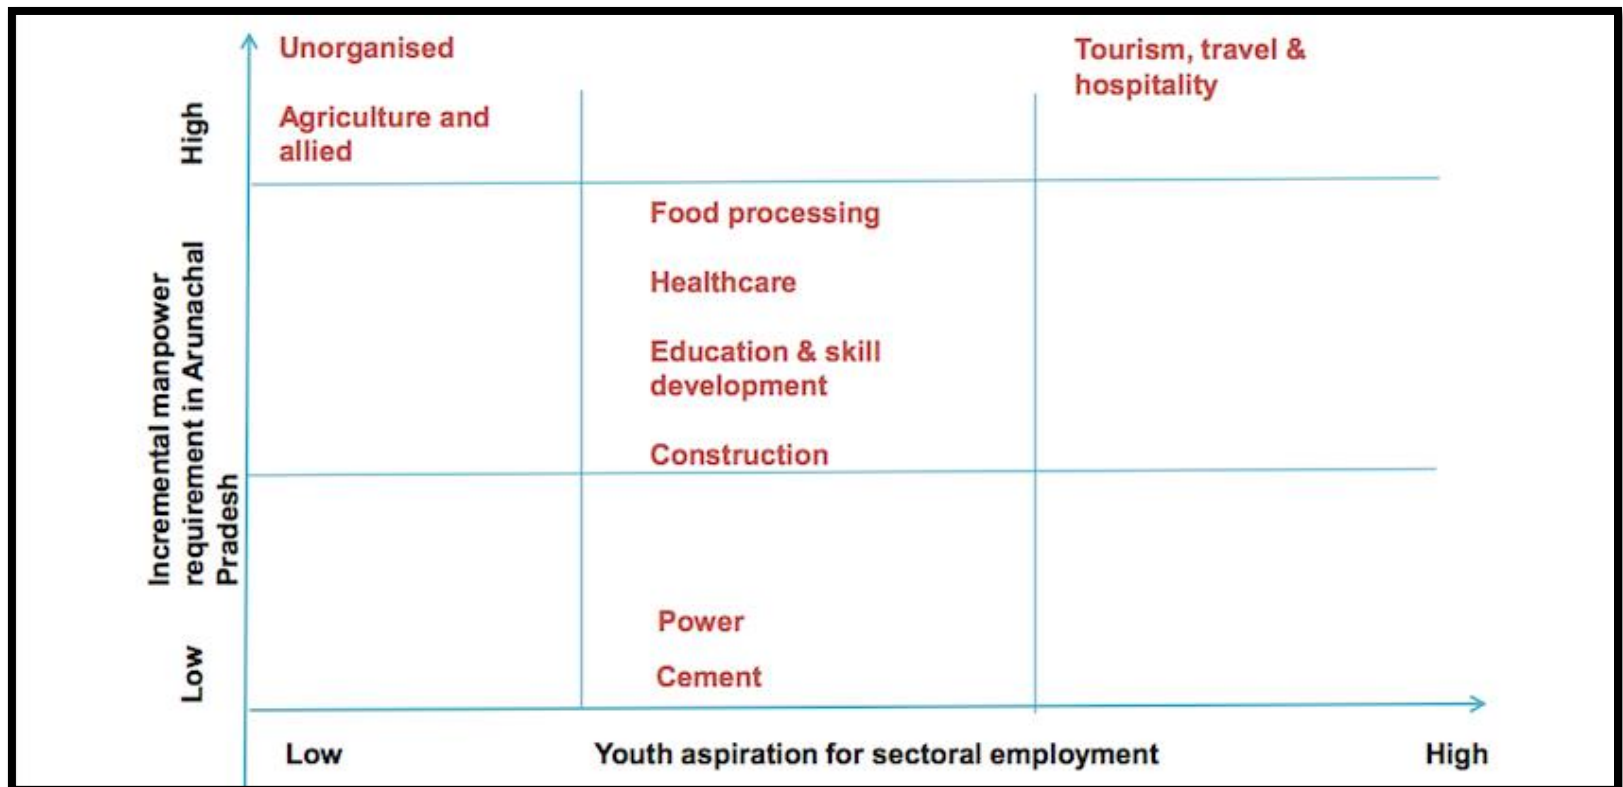 Unorganised
Tourism, travel &
hospitality
Agriculture and
allied
High
Food processing
Healthcare
Education & skill
development
Construction
Incremental manpower
requirement in Arunachal
Pradesh
Power
Cement
Low
Low
Youth aspiration for sectoral employment
High